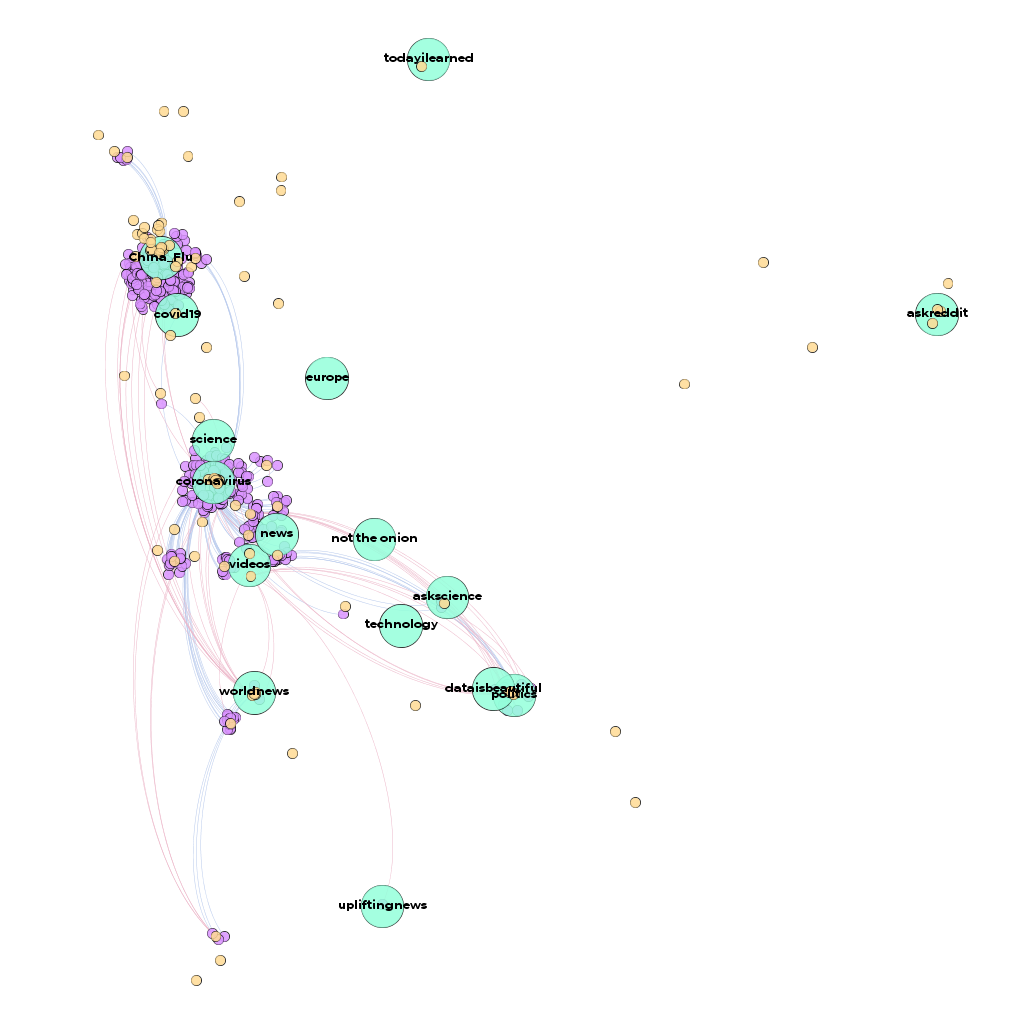 todayilearned
China_Flu
covid19
askreddit
europe
science
coronavirus
news
not the onion
videos
askscience
technology
worldnews
dataisbeautiful
politics
upliftingnews